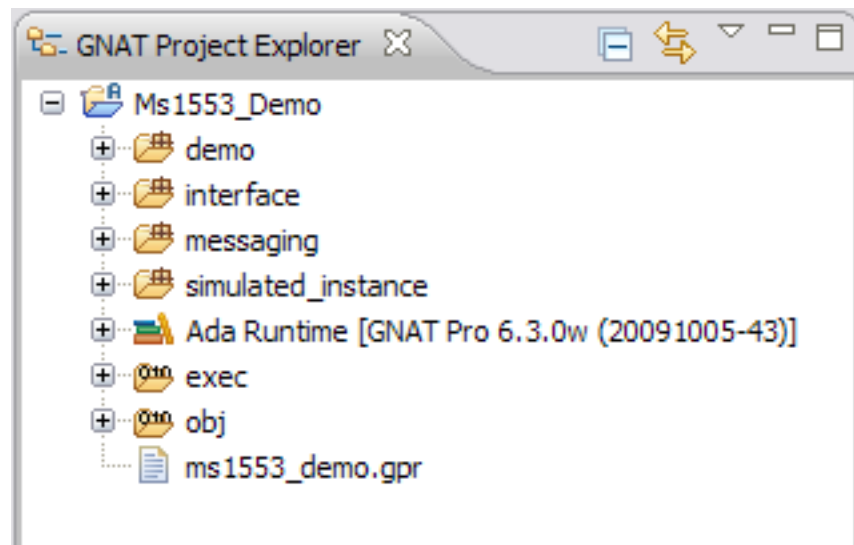 GNAT Project Explorer
Ms1553_Demo
demo
interface
messaging
simulated_instance
Ada Runtime [GNAT Pro 6.3.0w (20091005-43)]
exec
obj
ms1553_demo.gpr